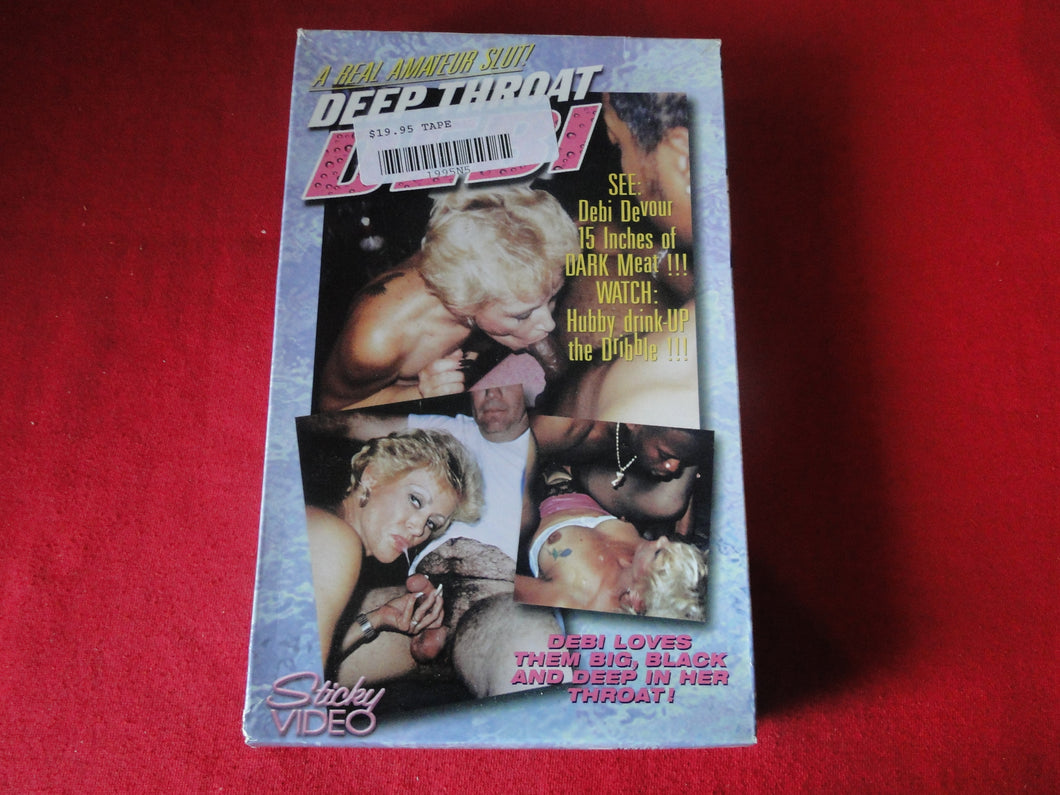 A REAL AMATEUR SLUT!
DEEP THROAT
$19.95 TAPE
1995N5
SEE:
Debi Devour
15 Inches of
DARK Meat !!!
WATCH:
Hubby drink-UP
the Dribble !!!
DEBI LOVES
THEM BIG, BLACK
AND DEEP IN HER
THROAT!
Sticky
VIDEO